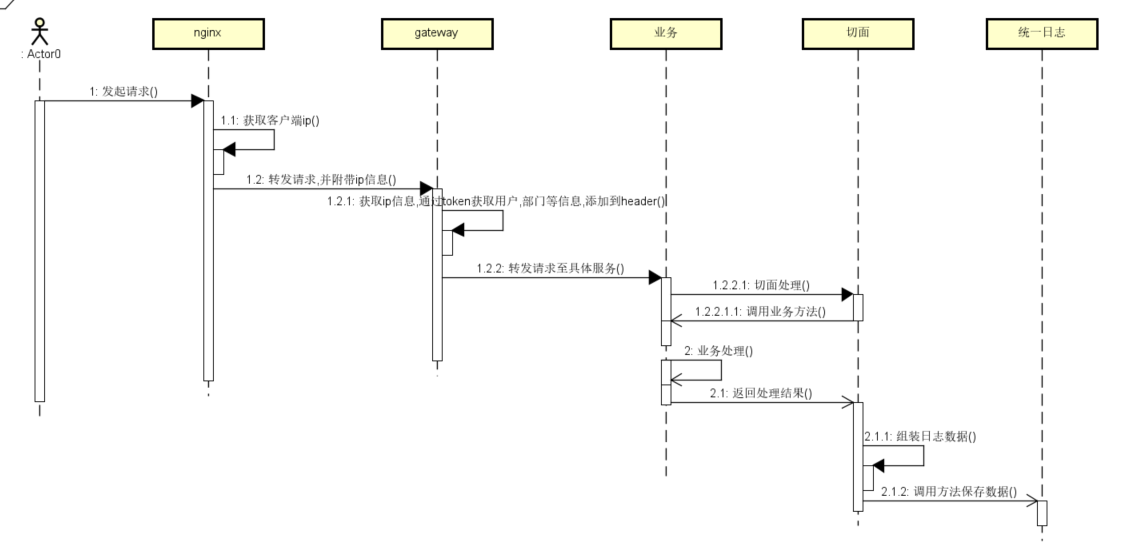 : Actor0
nginx
gateway
业务
切面
统一日志
1: 发起请求()
1.1: 获取客户端ip()
1.2: 转发请求,并附带ip信息()
1.2.1: 获取ip信息,通过token获取用户,部门等信息,添加到header()
1.2.2: 转发请求至具体服务()
1.2.2.1: 切面处理()
1.2.2.1.1: 调用业务方法()
2: 业务处理()
2.1: 返回处理结果()
2.1.1: 组装日志数据()
2.1.2: 调用方法保存数据()